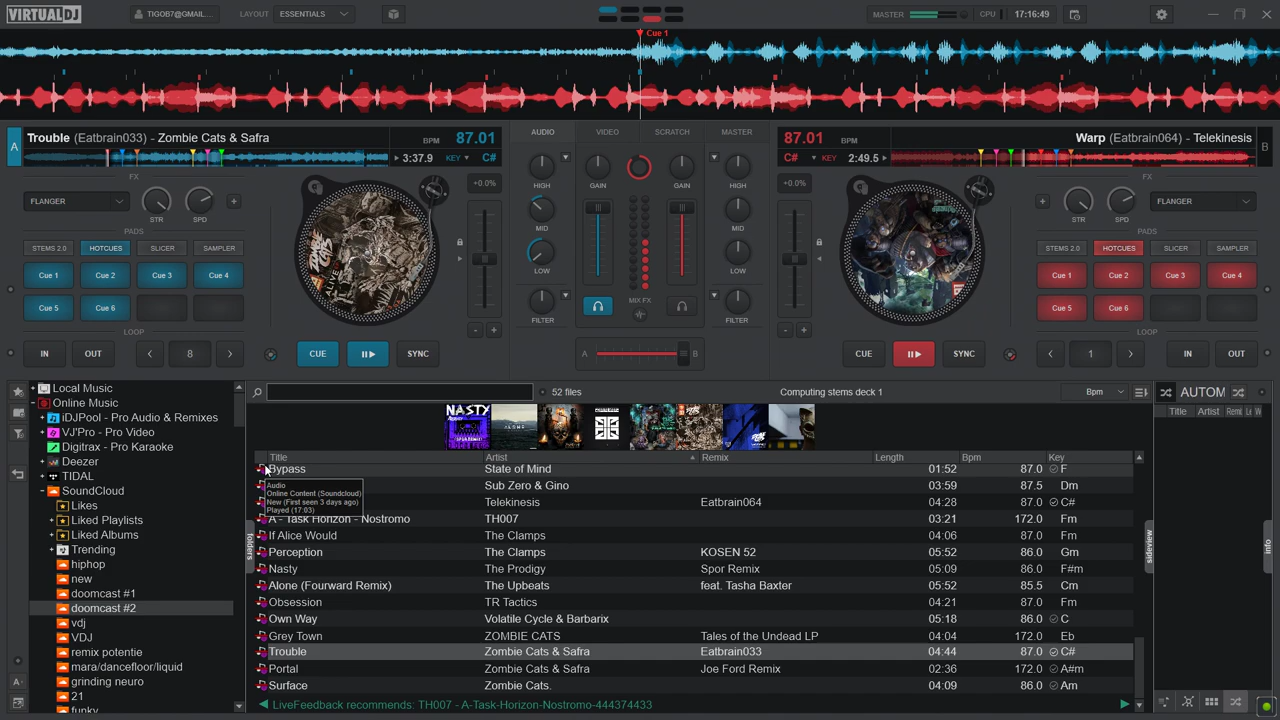 VIRTUALDJ
TIGOB7@GMAIL...
LAYOUT ESSENTIALS
MASTER CPU 17:16:49
Cue 1
A Trouble (Eatbrain033) - Zombie Cats & Safra
BPM 87.01
3:37.9 KEY C#
AUDIO VIDEO SCRATCH MASTER
87.01 BPM
Warp (Eatbrain064) - Telekinesis B
C# KEY 2:49.5
FX
FLANGER
STR SPD
PADS
STEMS 2.0 HOTCUES SLICER SAMPLER
Cue 1 Cue 2 Cue 3 Cue 4
Cue 5 Cue 6
LOOP
IN OUT 8
CUE SYNC
+0.0%
HIGH GAIN GAIN HIGH
MID MID
LOW LOW
MIX FX
FILTER FILTER
A B
+0.0%
FX
STR SPD
FLANGER
PADS
STEMS 2.0 HOTCUES SLICER SAMPLER
Cue 1 Cue 2 Cue 3 Cue 4
Cue 5 Cue 6
LOOP
CUE SYNC
1 IN OUT
Local Music
Online Music
iDJPool - Pro Audio & Remixes
VJ'Pro - Pro Video
Digitrax - Pro Karaoke
Deezer
TIDAL
SoundCloud
Likes
Liked Playlists
Liked Albums
Trending
hiphop
new
doomcast #1
doomcast #2
vdj
VDJ
remix potentie
mara/dancefloor/liquid
grinding neuro
21
funky
folders
52 files
Computing stems deck 1
Bpm
NASTY
ALONE
Title Artist Remix Length Bpm Key
Bypass State of Mind 01:52 87.0 F
Sub Zero & Gino 03:59 87.5 Dm
Telekinesis Eatbrain064 04:28 87.0 C#
A - Task Horizon - Nostromo TH007 03:21 172.0 Fm
If Alice Would The Clamps 04:06 87.0 Fm
Perception The Clamps KOSEN 52 05:52 86.0 Gm
Nasty The Prodigy Spor Remix 05:09 86.0 F#m
Alone (Fourward Remix) The Upbeats feat. Tasha Baxter 05:52 85.5 Cm
Obsession TR Tactics 04:21 87.0 Fm
Own Way Volatile Cycle & Barbarix 05:18 86.0 C
Grey Town ZOMBIE CATS Tales of the Undead LP 04:04 172.0 Eb
Trouble Zombie Cats & Safra Eatbrain033 04:44 87.0 C#
Portal Zombie Cats & Safra Joe Ford Remix 02:36 172.0 A#m
Surface Zombie Cats. 04:09 86.0 Am
Audio
Online Content (Soundcloud)
New (First seen 3 days ago)
Played (17:03)
LiveFeedback recommends: TH007 - A-Task-Horizon-Nostromo-444374433
sideview
AUTOM
Title Artist Remi
info